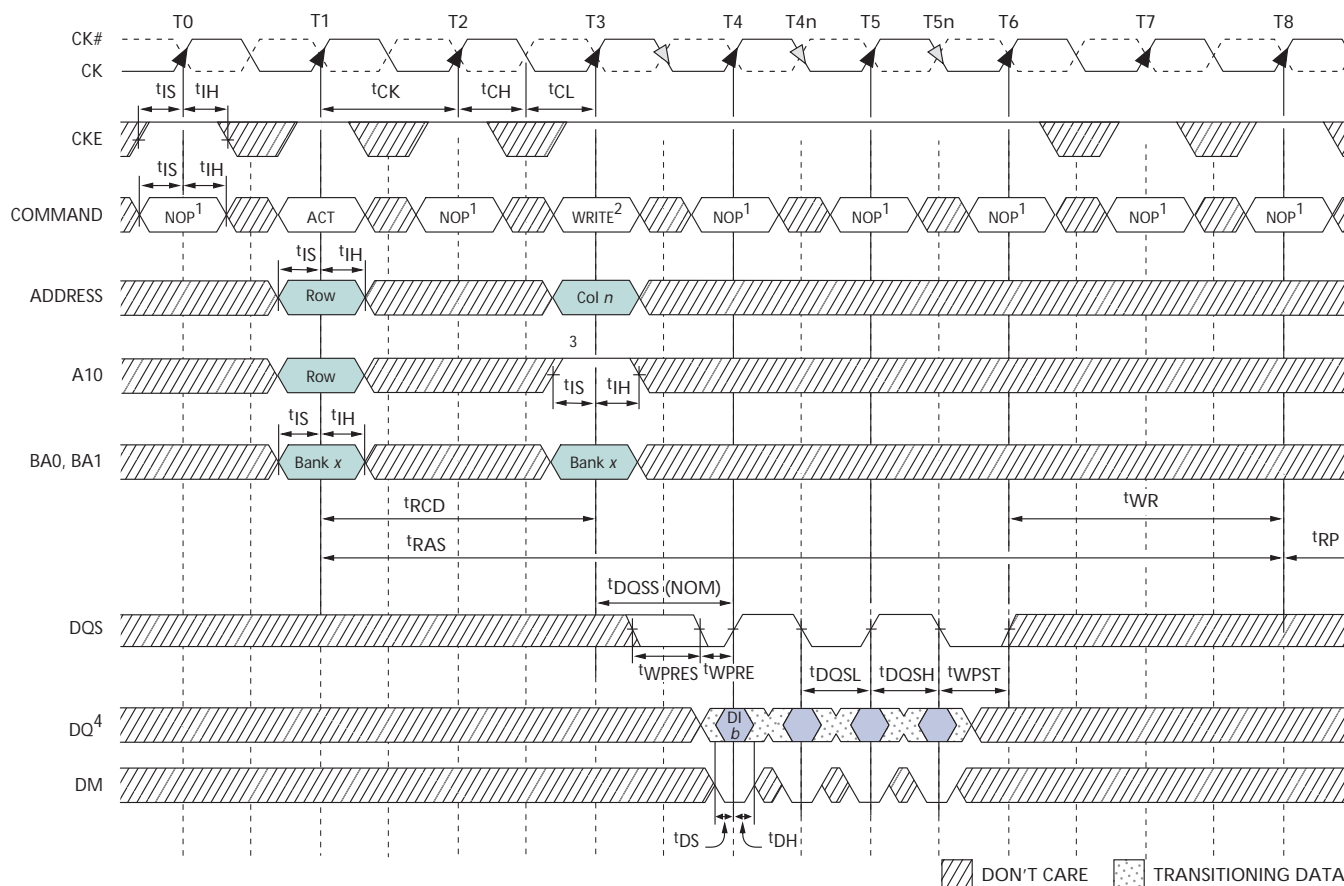 T0 T1 T2 T3 T4 T4n T5 T5n T6 T7 T8
CK#
CK
tIS tIH tCK tCH tCL
CKE
tIS tIH
COMMAND NOP1 ACT NOP1 WRITE2 NOP1 NOP1 NOP1 NOP1 NOP1
tIS tIH
ADDRESS Row Col n
3
A10 Row
tIS tIH
tIS tIH
BA0, BA1 Bank x Bank x
tRCD tWR
tRAS tRP
tDQSS (NOM)
DQS
tWPRES tWPRE tDQSL tDQSH tWPST
DQ4 DI
b
DM
tDS tDH
DON'T CARE TRANSITIONING DATA